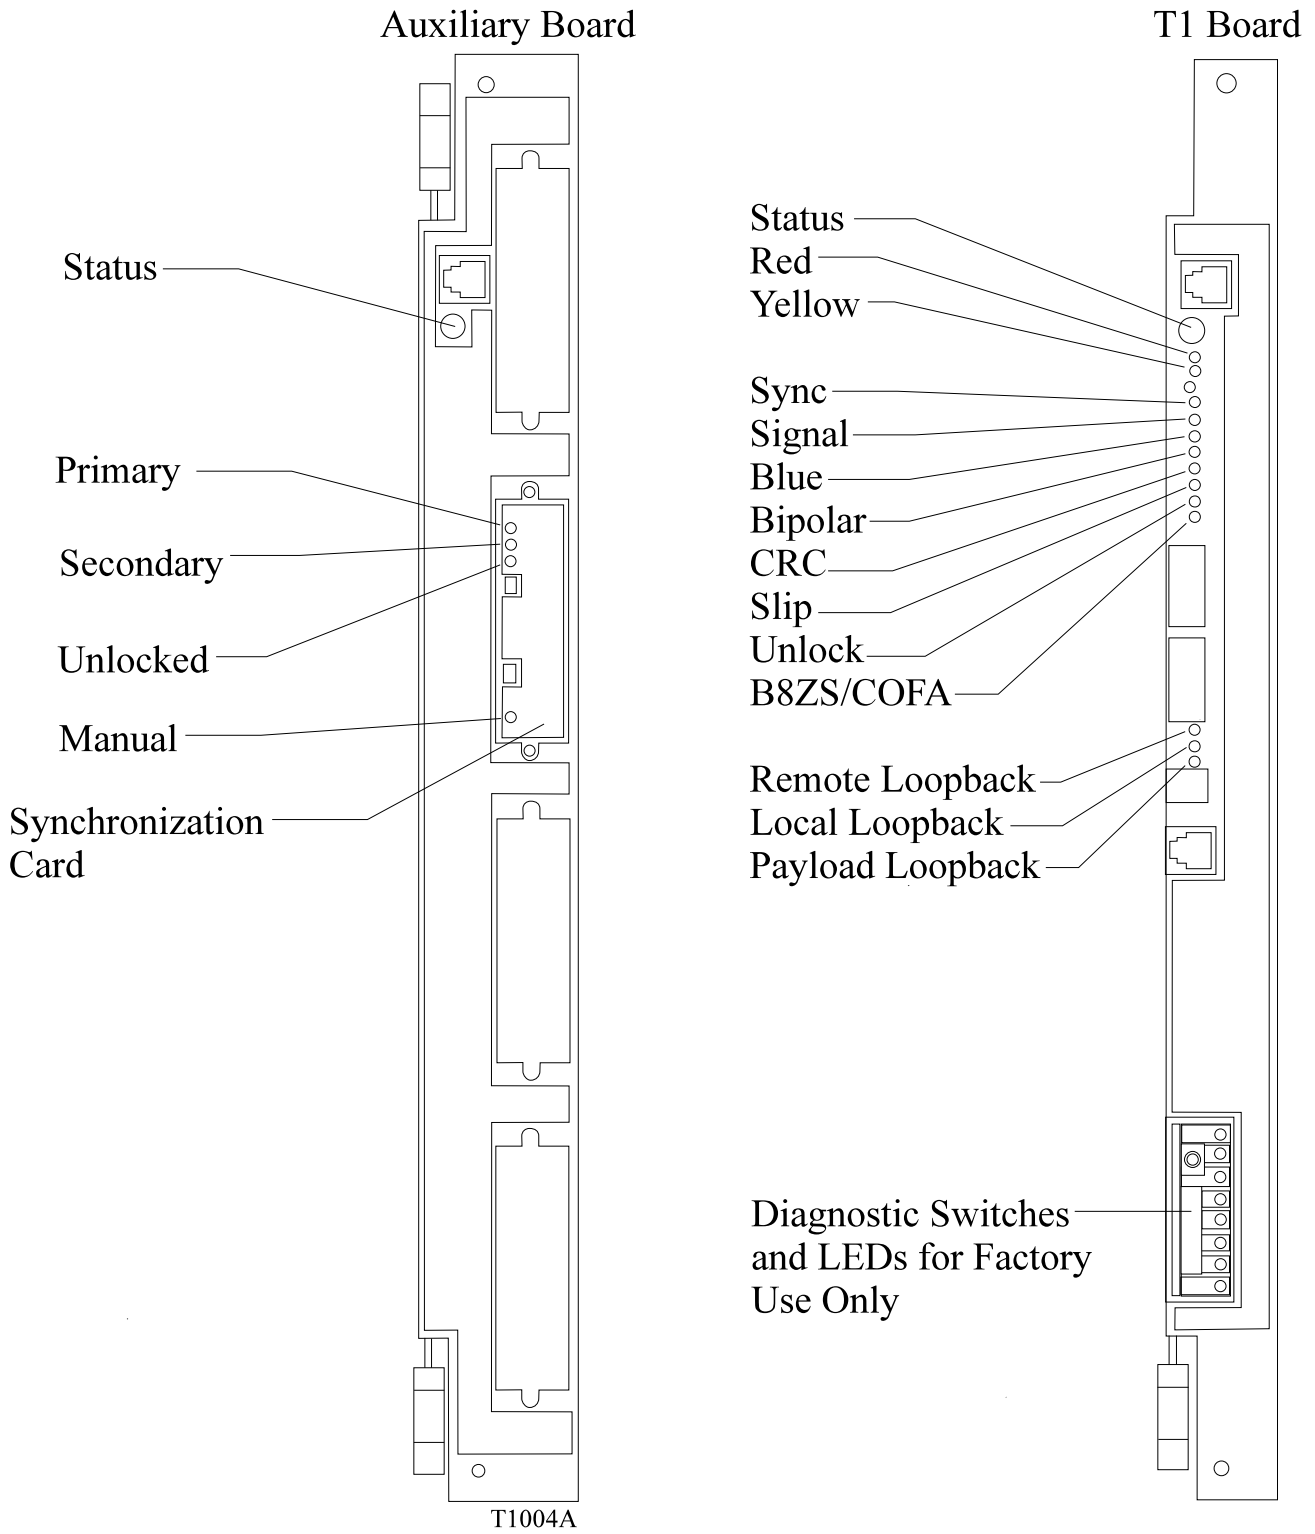 Auxiliary Board
Status
Primary
Secondary
Unlocked
Manual
Synchronization
Card
T1004A
T1 Board
Status
Red
Yellow
Sync
Signal
Blue
Bipolar
CRC
Slip
Unlock
B8ZS/COFA
Remote Loopback
Local Loopback
Payload Loopback
Diagnostic Switches
and LEDs for Factory
Use Only